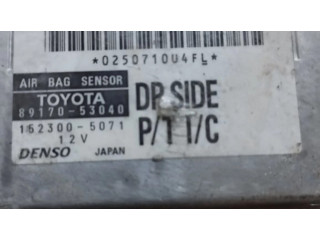 *0250710U4FL*
AIR BAG SENSOR
TOYOTA
89170-53040
152300-5071
12V
DENSO JAPAN
DR SIDE
P/T I/C